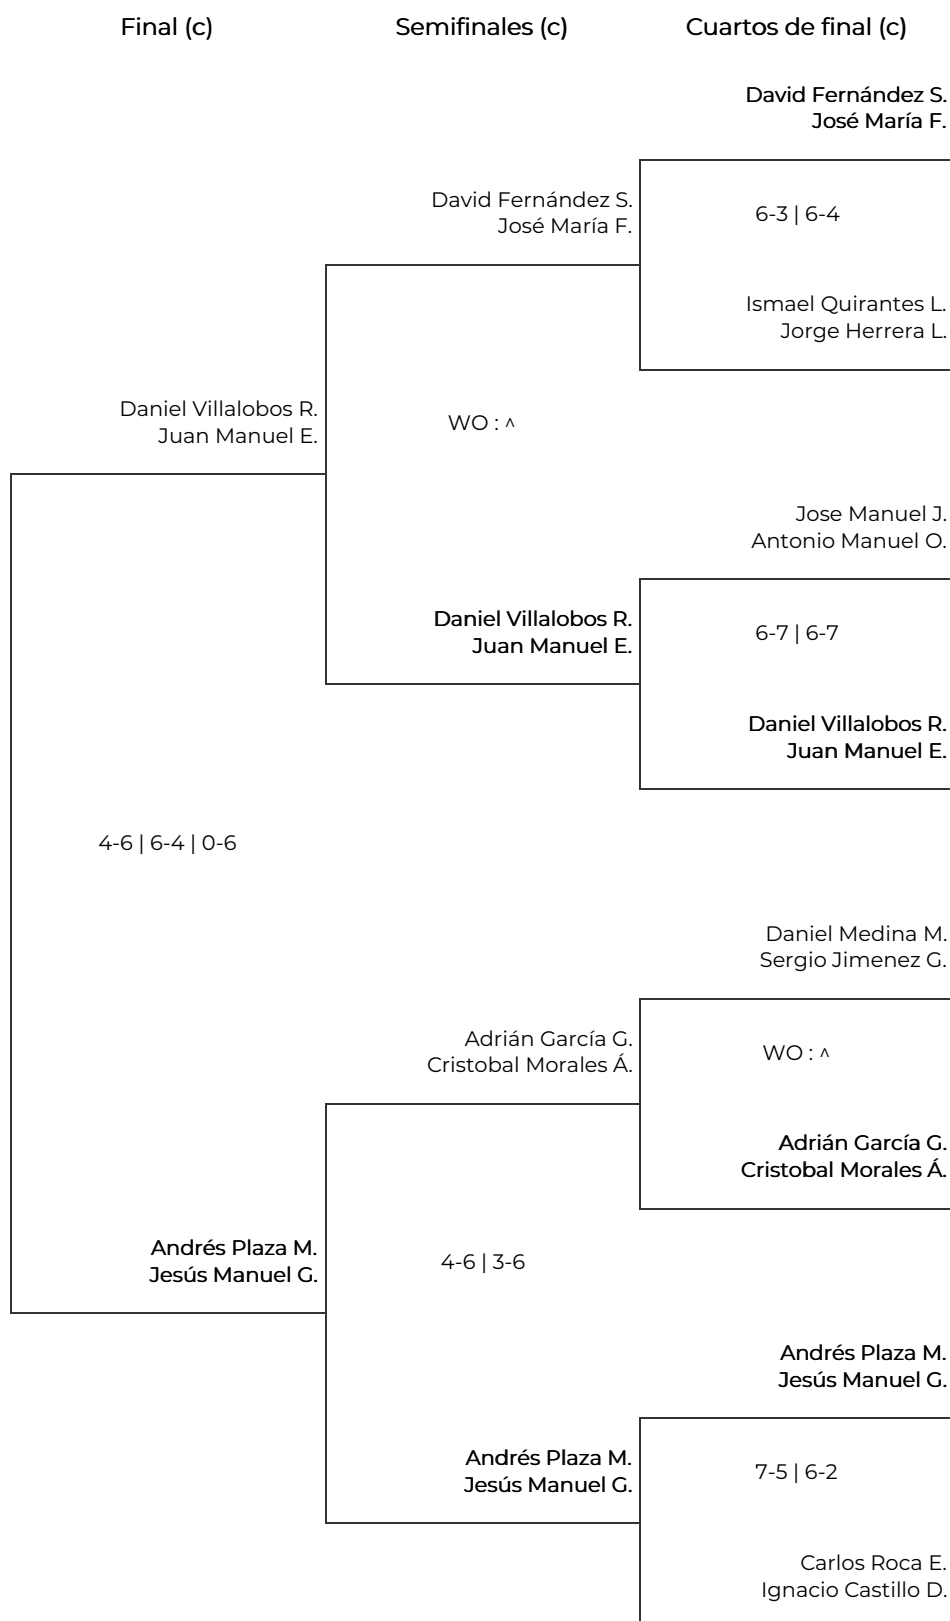 Final (c)
Semifinales (c)
Cuartos de final (c)
David Fernández S.
José María F.
David Fernández S.
José María F.
6-3 | 6-4
Ismael Quirantes L.
Jorge Herrera L.
Daniel Villalobos R.
Juan Manuel E.
WO : ^
Jose Manuel J.
Antonio Manuel O.
Daniel Villalobos R.
Juan Manuel E.
6-7 | 6-7
Daniel Villalobos R.
Juan Manuel E.
4-6 | 6-4 | 0-6
Daniel Medina M.
Sergio Jimenez G.
Adrián García G.
Cristobal Morales Á.
WO : ^
Adrián García G.
Cristobal Morales Á.
Andrés Plaza M.
Jesús Manuel G.
4-6 | 3-6
Andrés Plaza M.
Jesús Manuel G.
Andrés Plaza M.
Jesús Manuel G.
7-5 | 6-2
Carlos Roca E.
Ignacio Castillo D.